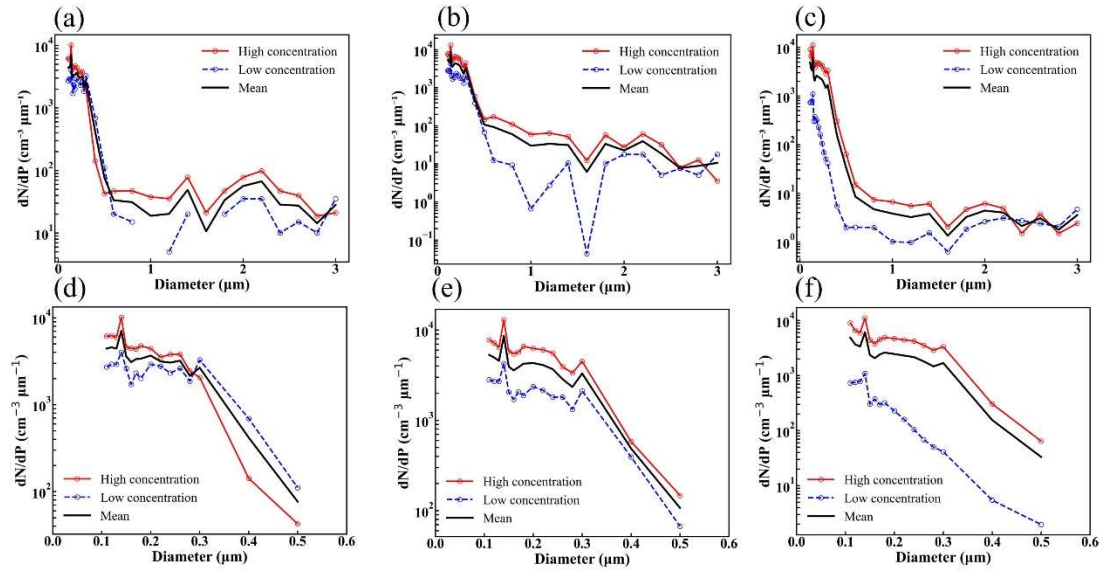 (a)
dN/dP (cm⁻³ μm⁻¹)
10⁴
10³
10²
10¹
High concentration
Low concentration
Mean
0 1 2 3
Diameter (μm)
(b)
dN/dP (cm⁻³ μm⁻¹)
10⁴
10³
10²
10¹
10⁰
10⁻¹
High concentration
Low concentration
Mean
0 1 2 3
Diameter (μm)
(c)
dN/dP (cm⁻³ μm⁻¹)
10⁴
10³
10²
10¹
10⁰
High concentration
Low concentration
Mean
0 1 2 3
Diameter (μm)
(d)
dN/dP (cm⁻³ μm⁻¹)
10⁴
10³
10²
High concentration
Low concentration
Mean
0.0 0.1 0.2 0.3 0.4 0.5 0.6
Diameter (μm)
(e)
dN/dP (cm⁻³ μm⁻¹)
10⁴
10³
10²
High concentration
Low concentration
Mean
0.0 0.1 0.2 0.3 0.4 0.5 0.6
Diameter (μm)
(f)
dN/dP (cm⁻³ μm⁻¹)
10⁴
10³
10²
10¹
High concentration
Low concentration
Mean
0.0 0.1 0.2 0.3 0.4 0.5 0.6
Diameter (μm)